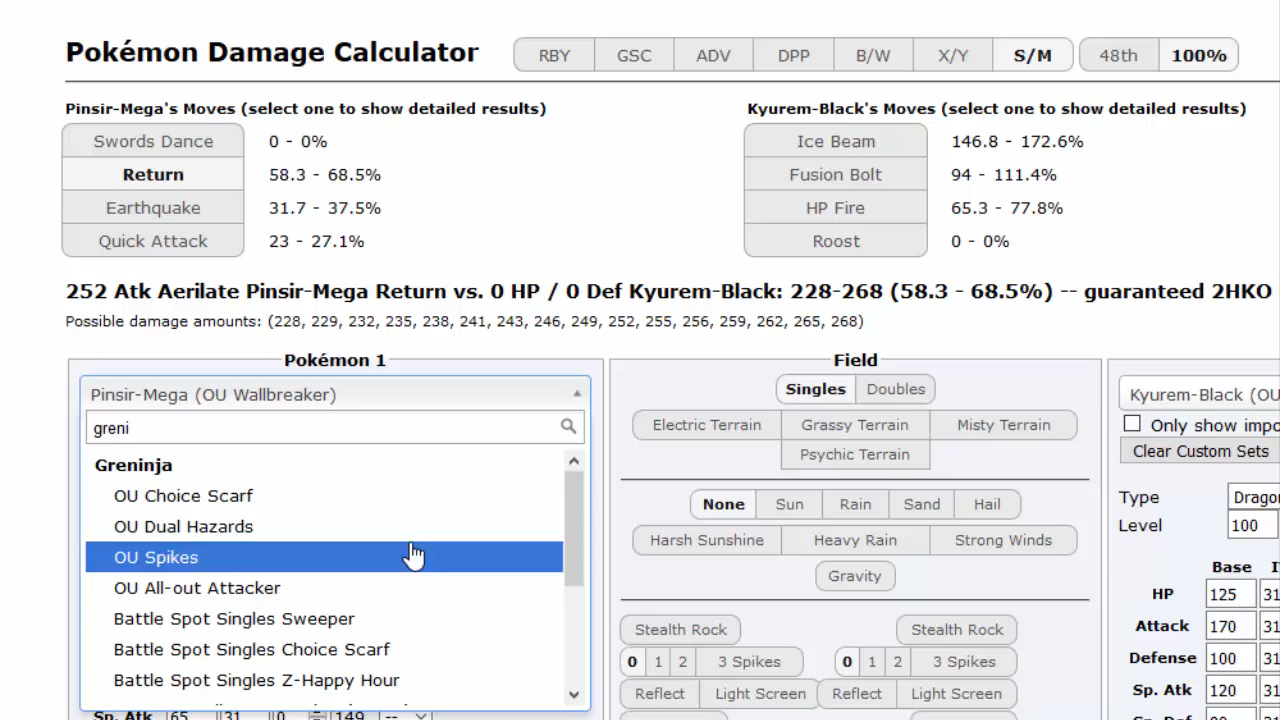 Pokémon Damage Calculator
RBY GSC ADV DPP B/W X/Y S/M 48th 100%
Pinsir-Mega's Moves (select one to show detailed results)
Swords Dance 0 - 0%
Return 58.3 - 68.5%
Earthquake 31.7 - 37.5%
Quick Attack 23 - 27.1%
Kyurem-Black's Moves (select one to show detailed results)
Ice Beam 146.8 - 172.6%
Fusion Bolt 94 - 111.4%
HP Fire 65.3 - 77.8%
Roost 0 - 0%
252 Atk Aerilate Pinsir-Mega Return vs. 0 HP / 0 Def Kyurem-Black: 228-268 (58.3 - 68.5%) -- guaranteed 2HKO
Possible damage amounts: (228, 229, 232, 235, 238, 241, 243, 246, 249, 252, 255, 256, 259, 262, 265, 268)
Pokémon 1
Pinsir-Mega (OU Wallbreaker)
greni
Greninja
OU Choice Scarf
OU Dual Hazards
OU Spikes
OU All-out Attacker
Battle Spot Singles Sweeper
Battle Spot Singles Choice Scarf
Battle Spot Singles Z-Happy Hour
Sp. Atk 65 31 0 149 --
Field
Singles Doubles
Electric Terrain Grassy Terrain Misty Terrain
Psychic Terrain
None Sun Rain Sand Hail
Harsh Sunshine Heavy Rain Strong Winds
Gravity
Stealth Rock Stealth Rock
0 1 2 3 Spikes 0 1 2 3 Spikes
Reflect Light Screen Reflect Light Screen
Kyurem-Black (OU
Only show impo
Clear Custom Sets
Type Drago
Level 100
Base
HP 125 31
Attack 170 31
Defense 100 31
Sp. Atk 120 31